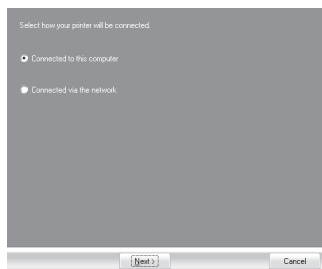 Select how your printer will be connected.
Connected to this computer
Connected via the network
Next >
Cancel